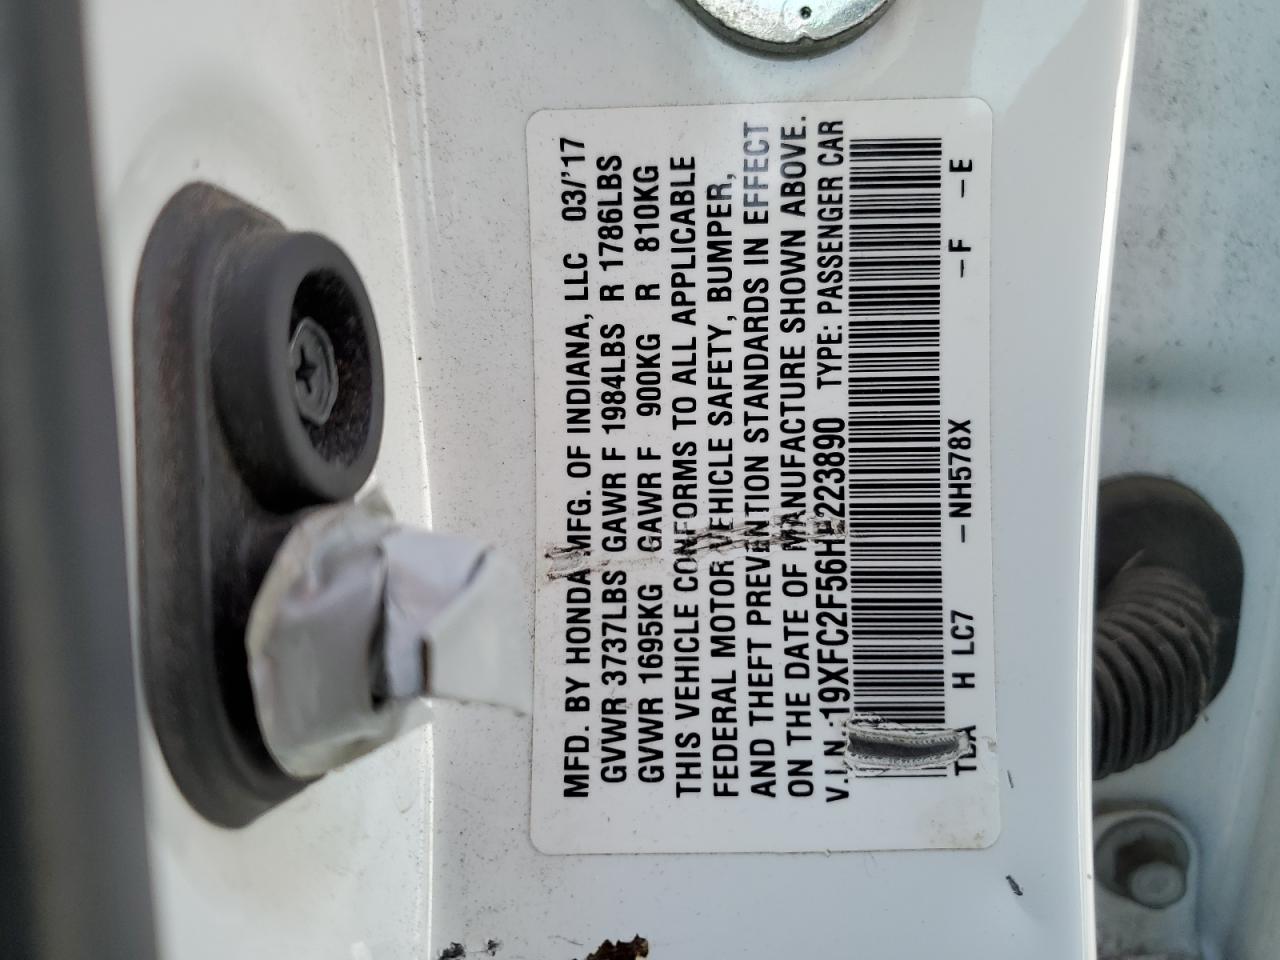 MFD. BY HONDA MFG. OF INDIANA, LLC 03/'17
GVWR 3737LBS GAWR F 1984LBS R 1786LBS
GVWR 1695KG GAWR F 900KG R 810KG
THIS VEHICLE CONFORMS TO ALL APPLICABLE
FEDERAL MOTOR VEHICLE SAFETY, BUMPER,
AND THEFT PREVENTION STANDARDS IN EFFECT
ON THE DATE OF MANUFACTURE SHOWN ABOVE.
V.I.N. TYPE: PASSENGER CAR
H LC7 -NH578X -F -E